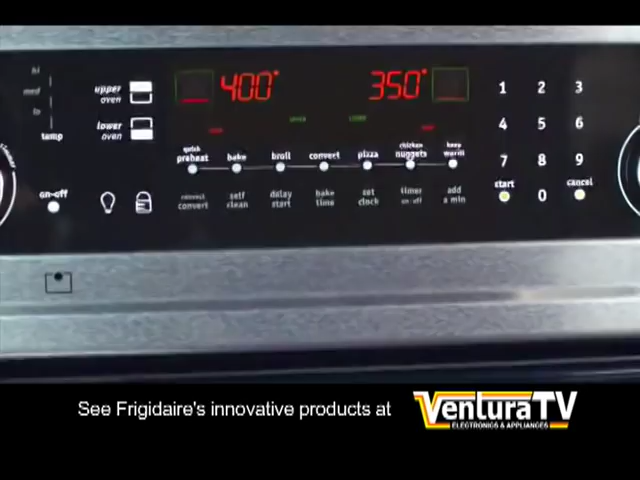 hi
med
lo
temp
upper oven
lower oven
on-off
400°
350°
quick preheat
bake
broil
convect
pizza
chicken nuggets
keep warm
convect convert
self clean
delay start
bake time
set clock
timer on-off
add a min
1 2 3
4 5 6
7 8 9
start 0 cancel
See Frigidaire's innovative products at
VenturaTV
ELECTRONICS & APPLIANCES